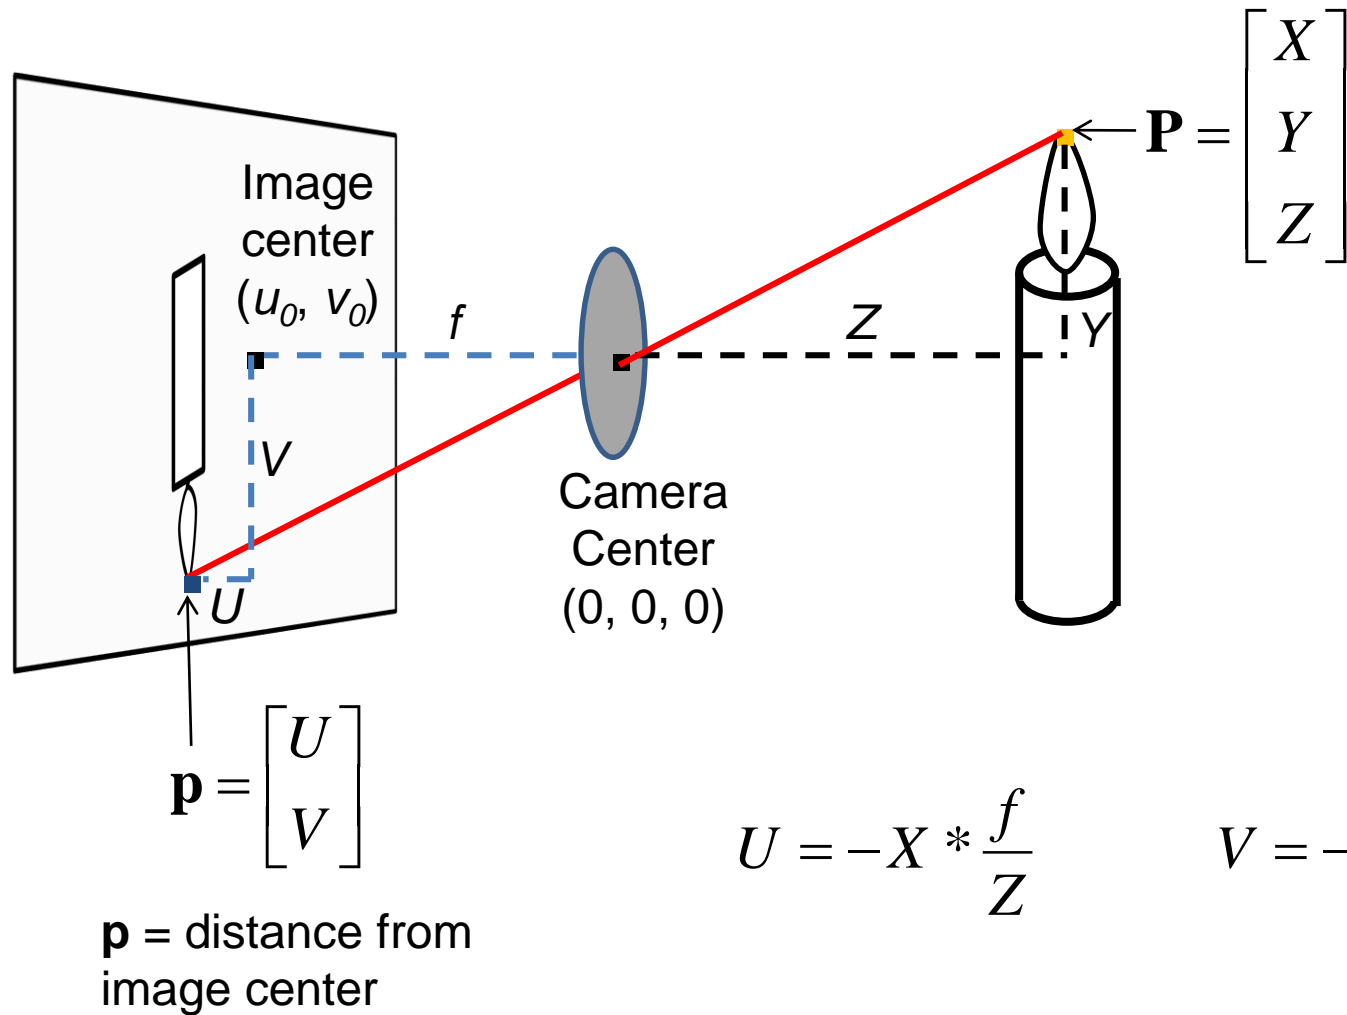 Image
center
(u₀, v₀)
f
Z
Y
V
U
Camera
Center
(0, 0, 0)
P = [X
Y
Z]
p = [U
V]
U = −X * f/Z
V = −
p = distance from
image center